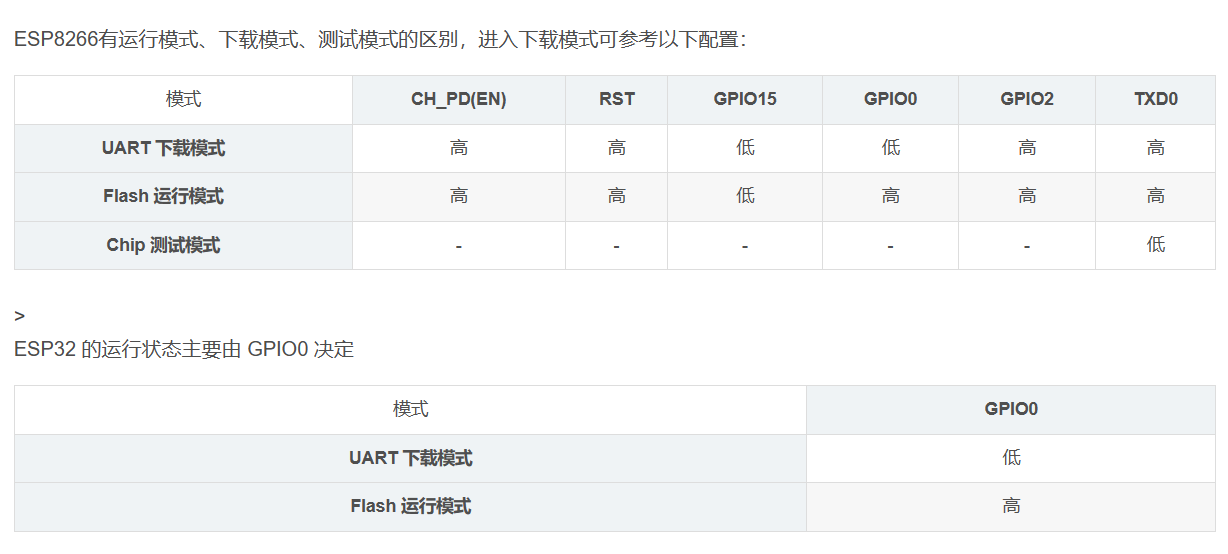 ESP8266有运行模式、下载模式、测试模式的区别，进入下载模式可参考以下配置：
模式 CH_PD(EN) RST GPIO15 GPIO0 GPIO2 TXD0
UART 下载模式 高 高 低 低 高 高
Flash 运行模式 高 高 低 高 高 高
Chip 测试模式 - - - - - 低
>
ESP32 的运行状态主要由 GPIO0 决定
模式 GPIO0
UART 下载模式 低
Flash 运行模式 高